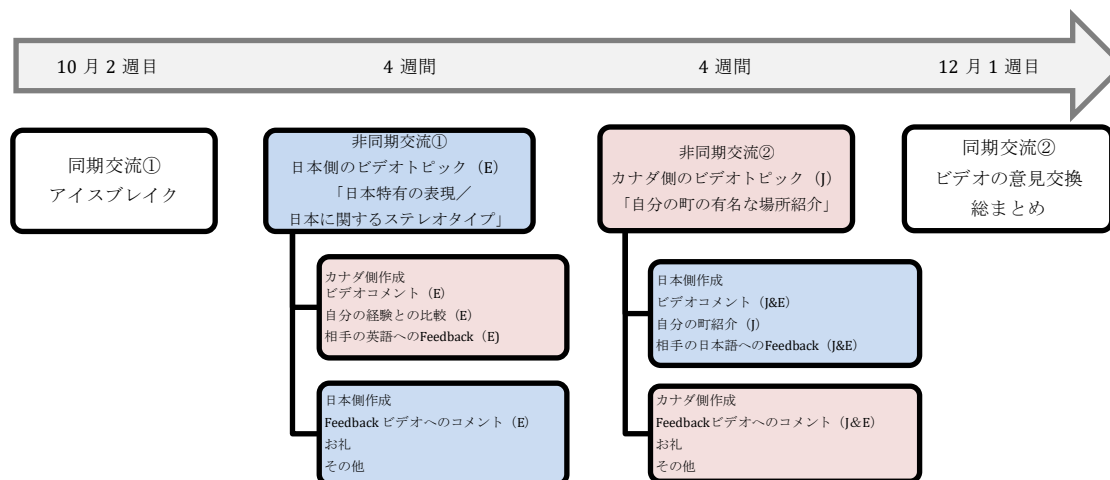 10 月 2 週目
4 週間
4 週間
12 月 1 週目
同期交流①
アイスブレイク
非同期交流①
日本側のビデオトピック（E）
「日本特有の表現／
日本に関するステレオタイプ」
カナダ側作成
ビデオコメント（E）
自分の経験との比較（E）
相手の英語へのFeedback（E)
日本側作成
Feedback ビデオへのコメント（E）
お礼
その他
非同期交流②
カナダ側のビデオトピック（J）
「自分の町の有名な場所紹介」
日本側作成
ビデオコメント（J&E）
自分の町紹介（J）
相手の日本語へのFeedback（J&E）
カナダ側作成
Feedbackビデオへのコメント（J＆E）
お礼
その他
同期交流②
ビデオの意見交換
総まとめ